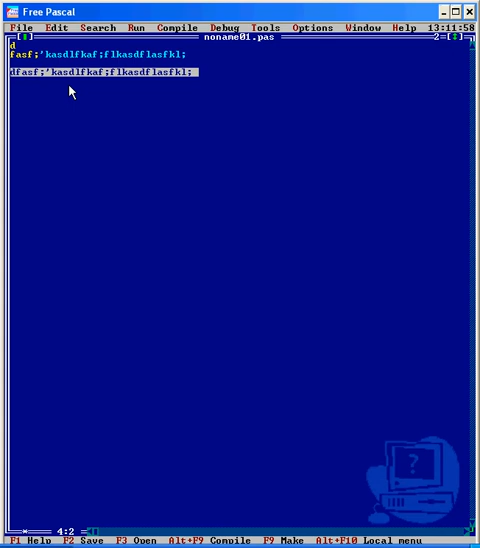 Free Pascal
File Edit Search Run Compile Debug Tools Options Window Help 13:11:58
noname01.pas 2
d
fasf;'kasdlfkaf;flkasdflasfkl;
dfasf;'kasdlfkaf;flkasdflasfkl;
?
4:2
F1 Help F2 Save F3 Open Alt+F9 Compile F9 Make Alt+F10 Local menu